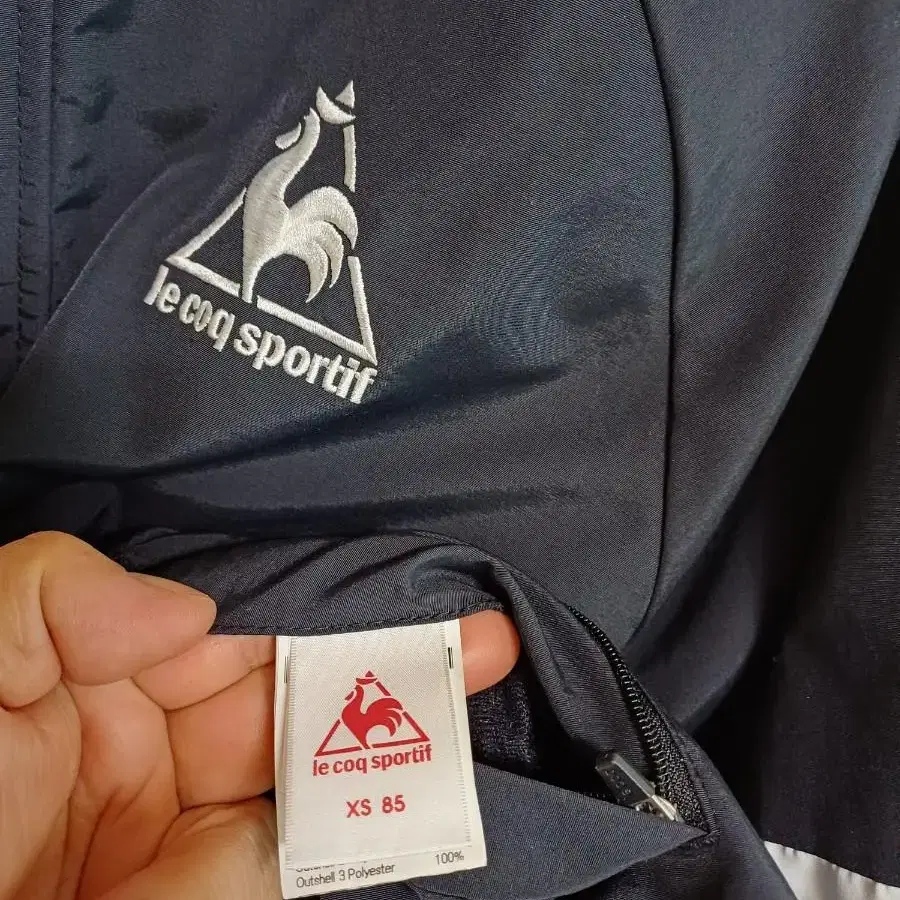 le coq sportif
le coq sportif
XS 85
Outshell 3 Polyester 100%